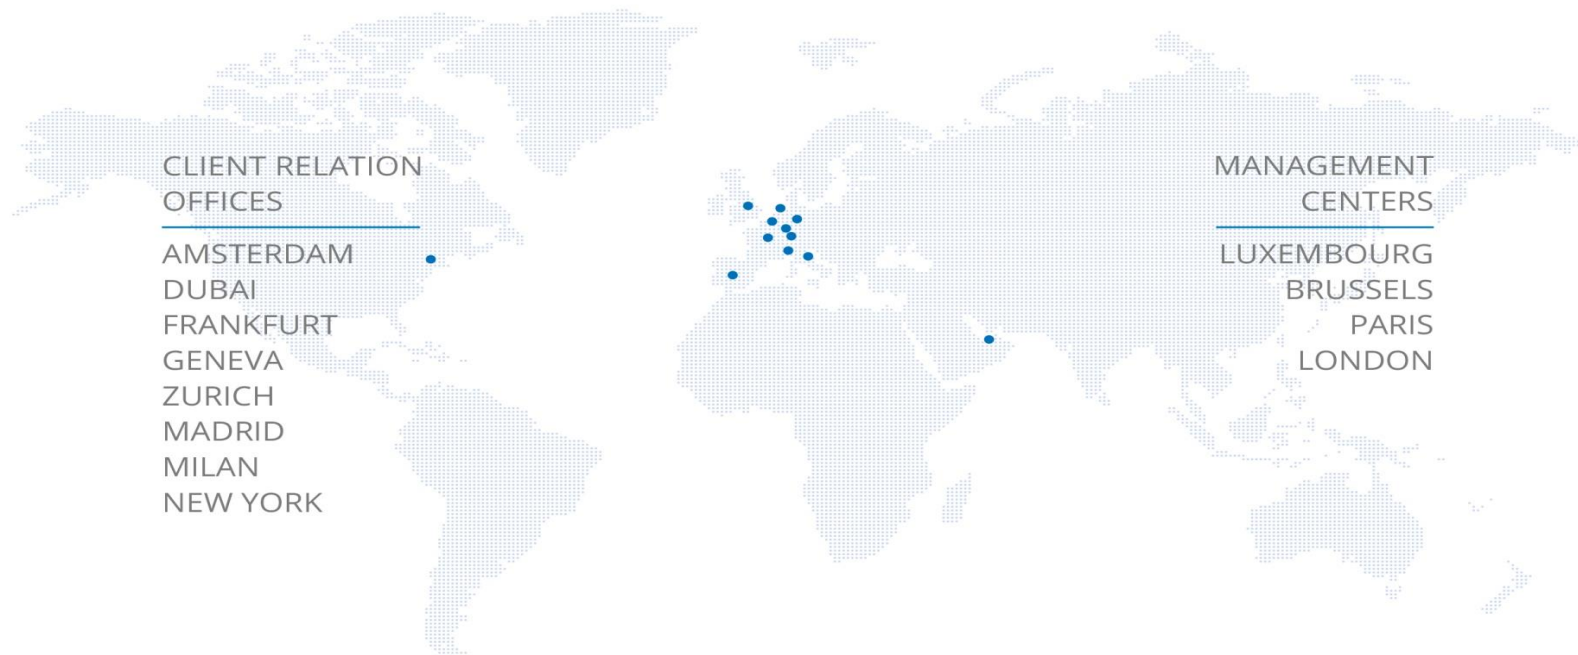 CLIENT RELATION
OFFICES
AMSTERDAM
DUBAI
FRANKFURT
GENEVA
ZURICH
MADRID
MILAN
NEW YORK
MANAGEMENT
CENTERS
LUXEMBOURG
BRUSSELS
PARIS
LONDON